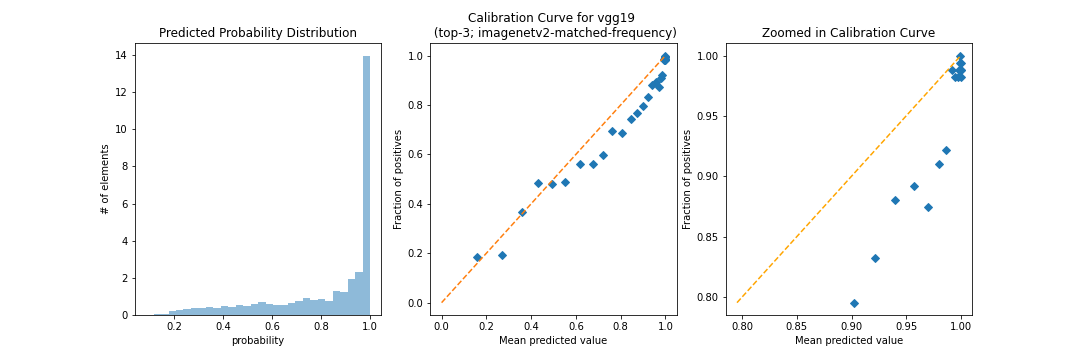 Predicted Probability Distribution
# of elements
14
12
10
8
6
4
2
0
0.2 0.4 0.6 0.8 1.0
probability
Calibration Curve for vgg19
(top-3; imagenetv2-matched-frequency)
Fraction of positives
1.0
0.8
0.6
0.4
0.2
0.0
0.0 0.2 0.4 0.6 0.8 1.0
Mean predicted value
Zoomed in Calibration Curve
Fraction of positives
1.00
0.95
0.90
0.85
0.80
0.80 0.85 0.90 0.95 1.00
Mean predicted value